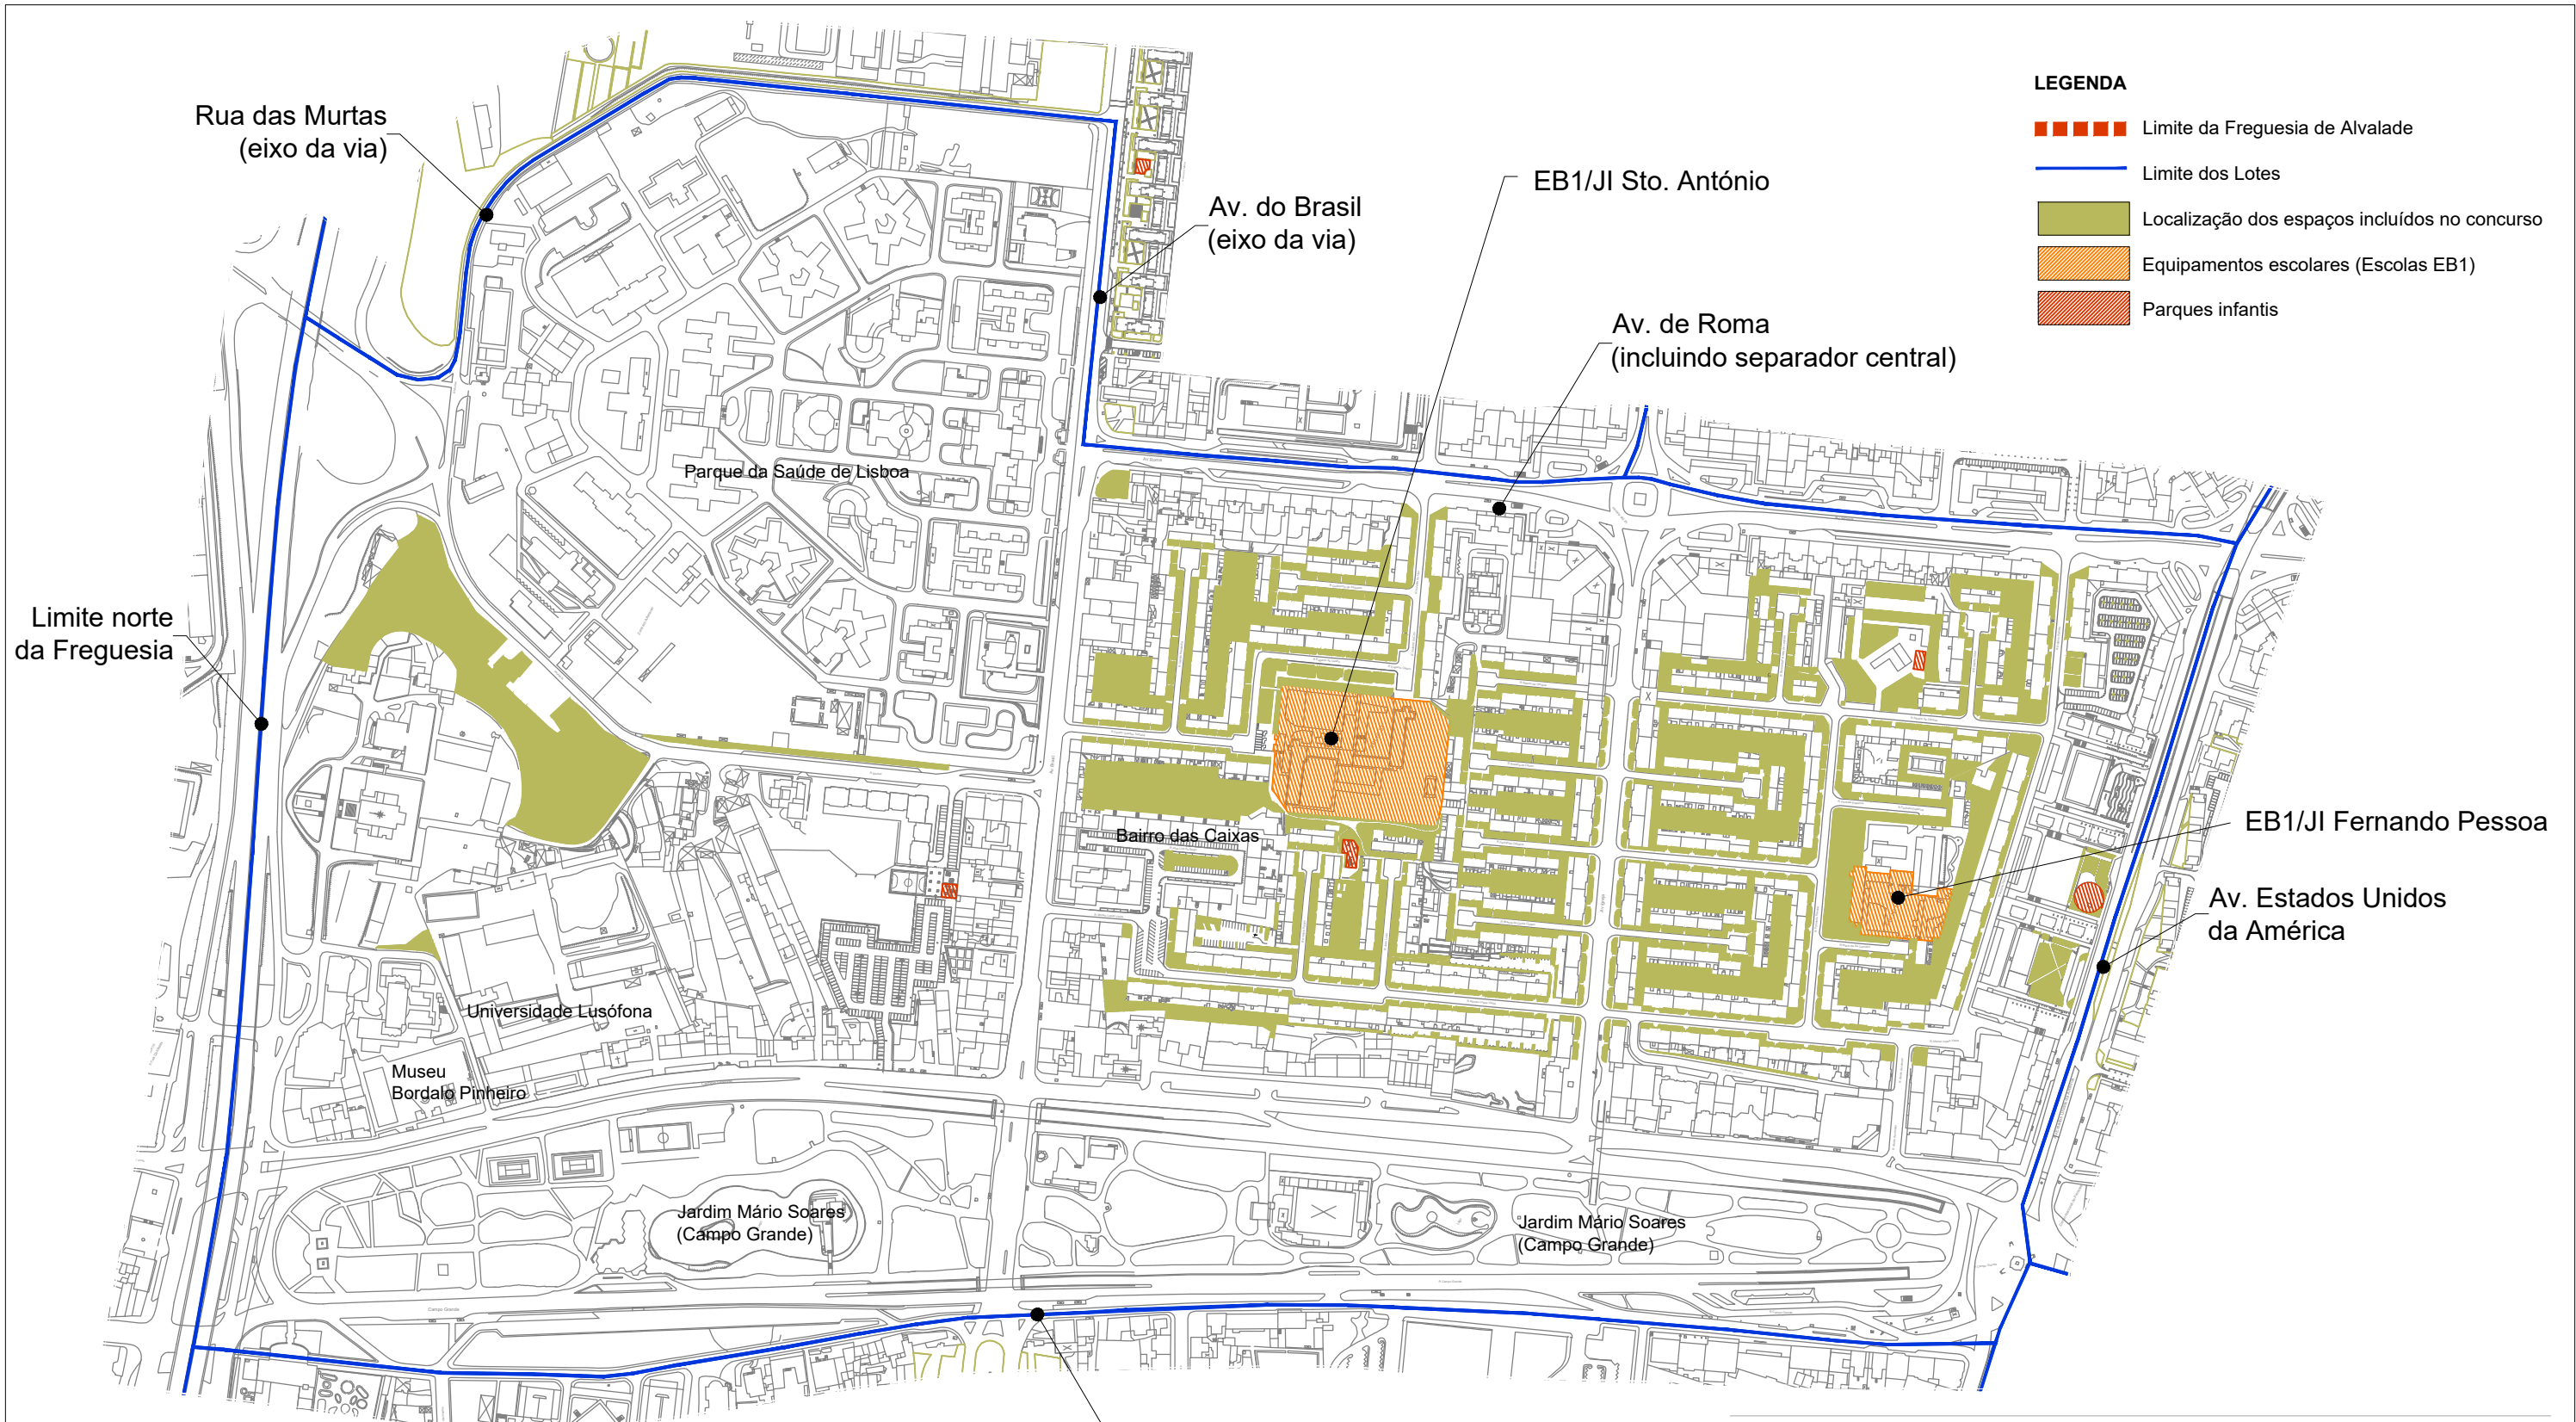 LEGENDA
Limite da Freguesia de Alvalade
Limite dos Lotes
Localização dos espaços incluídos no concurso
Equipamentos escolares (Escolas EB1)
Parques infantis
Rua das Murtas
(eixo da via)
Av. do Brasil
(eixo da via)
EB1/JI Sto. António
Av. de Roma
(incluindo separador central)
Parque da Saúde de Lisboa
Limite norte
da Freguesia
Bairro das Caixas
EB1/JI Fernando Pessoa
Av. Estados Unidos
da América
Universidade Lusófona
Museu
Bordalo Pinheiro
Jardim Mário Soares
(Campo Grande)
Jardim Mário Soares
(Campo Grande)
Campo Grande